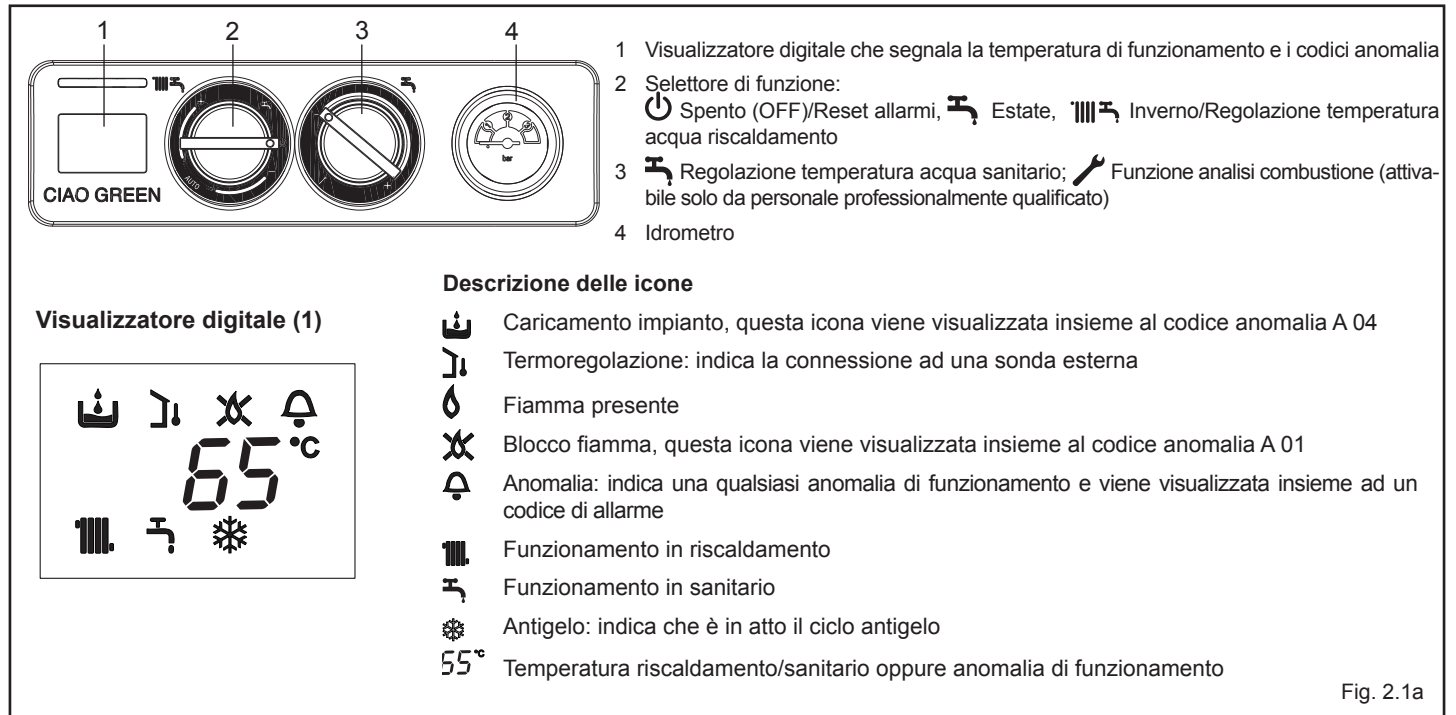 1 2 3 4
AUTO
2
bar
CIAO GREEN
1 Visualizzatore digitale che segnala la temperatura di funzionamento e i codici anomalia
2 Selettore di funzione:
Spento (OFF)/Reset allarmi, Estate, Inverno/Regolazione temperatura
acqua riscaldamento
3 Regolazione temperatura acqua sanitario; Funzione analisi combustione (attiva-
bile solo da personale professionalmente qualificato)
4 Idrometro
Visualizzatore digitale (1)
65 °C
Descrizione delle icone
Caricamento impianto, questa icona viene visualizzata insieme al codice anomalia A 04
Termoregolazione: indica la connessione ad una sonda esterna
Fiamma presente
Blocco fiamma, questa icona viene visualizzata insieme al codice anomalia A 01
Anomalia: indica una qualsiasi anomalia di funzionamento e viene visualizzata insieme ad un
codice di allarme
Funzionamento in riscaldamento
Funzionamento in sanitario
Antigelo: indica che è in atto il ciclo antigelo
65 °C Temperatura riscaldamento/sanitario oppure anomalia di funzionamento
Fig. 2.1a